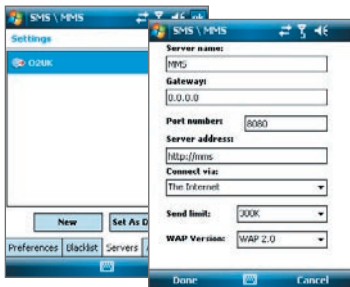 SMS \ MMS
ok
Settings
O2UK
New
Set As D
Preferences
Blacklist
Servers
SMS \ MMS
Server name:
MMS
Gateway:
0.0.0.0
Port number:
8080
Server address:
http://mms
Connect via:
The Internet
Send limit:
300K
WAP Version:
WAP 2.0
Done
Cancel